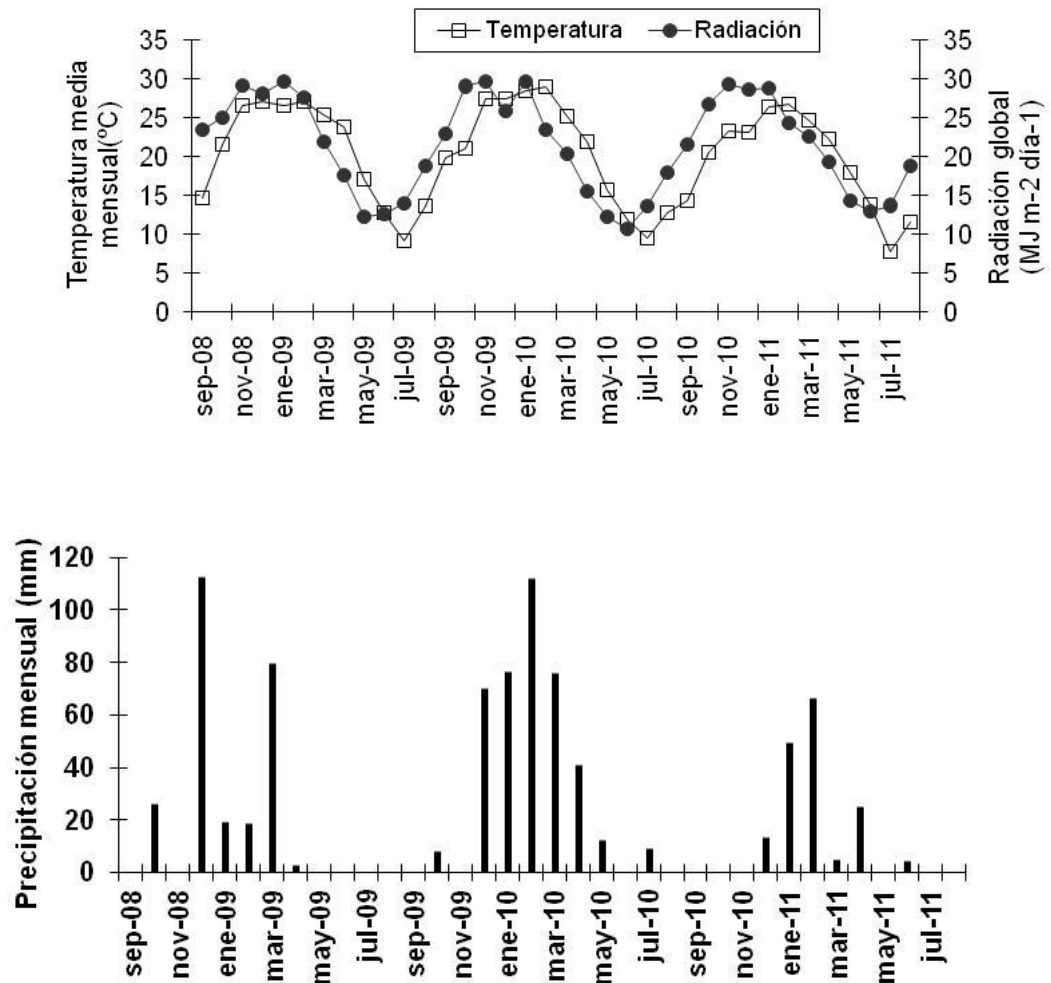 Temperatura Radiación
Temperatura media
mensual(ºC)
35
30
25
20
15
10
5
0
35
30
25
20
15
10
5
0
Radiación global
(MJ m-2 día-1)
sep-08
nov-08
ene-09
mar-09
may-09
jul-09
sep-09
nov-09
ene-10
mar-10
may-10
jul-10
sep-10
nov-10
ene-11
mar-11
may-11
jul-11
Precipitación mensual (mm)
120
100
80
60
40
20
0
sep-08
nov-08
ene-09
mar-09
may-09
jul-09
sep-09
nov-09
ene-10
mar-10
may-10
jul-10
sep-10
nov-10
ene-11
mar-11
may-11
jul-11